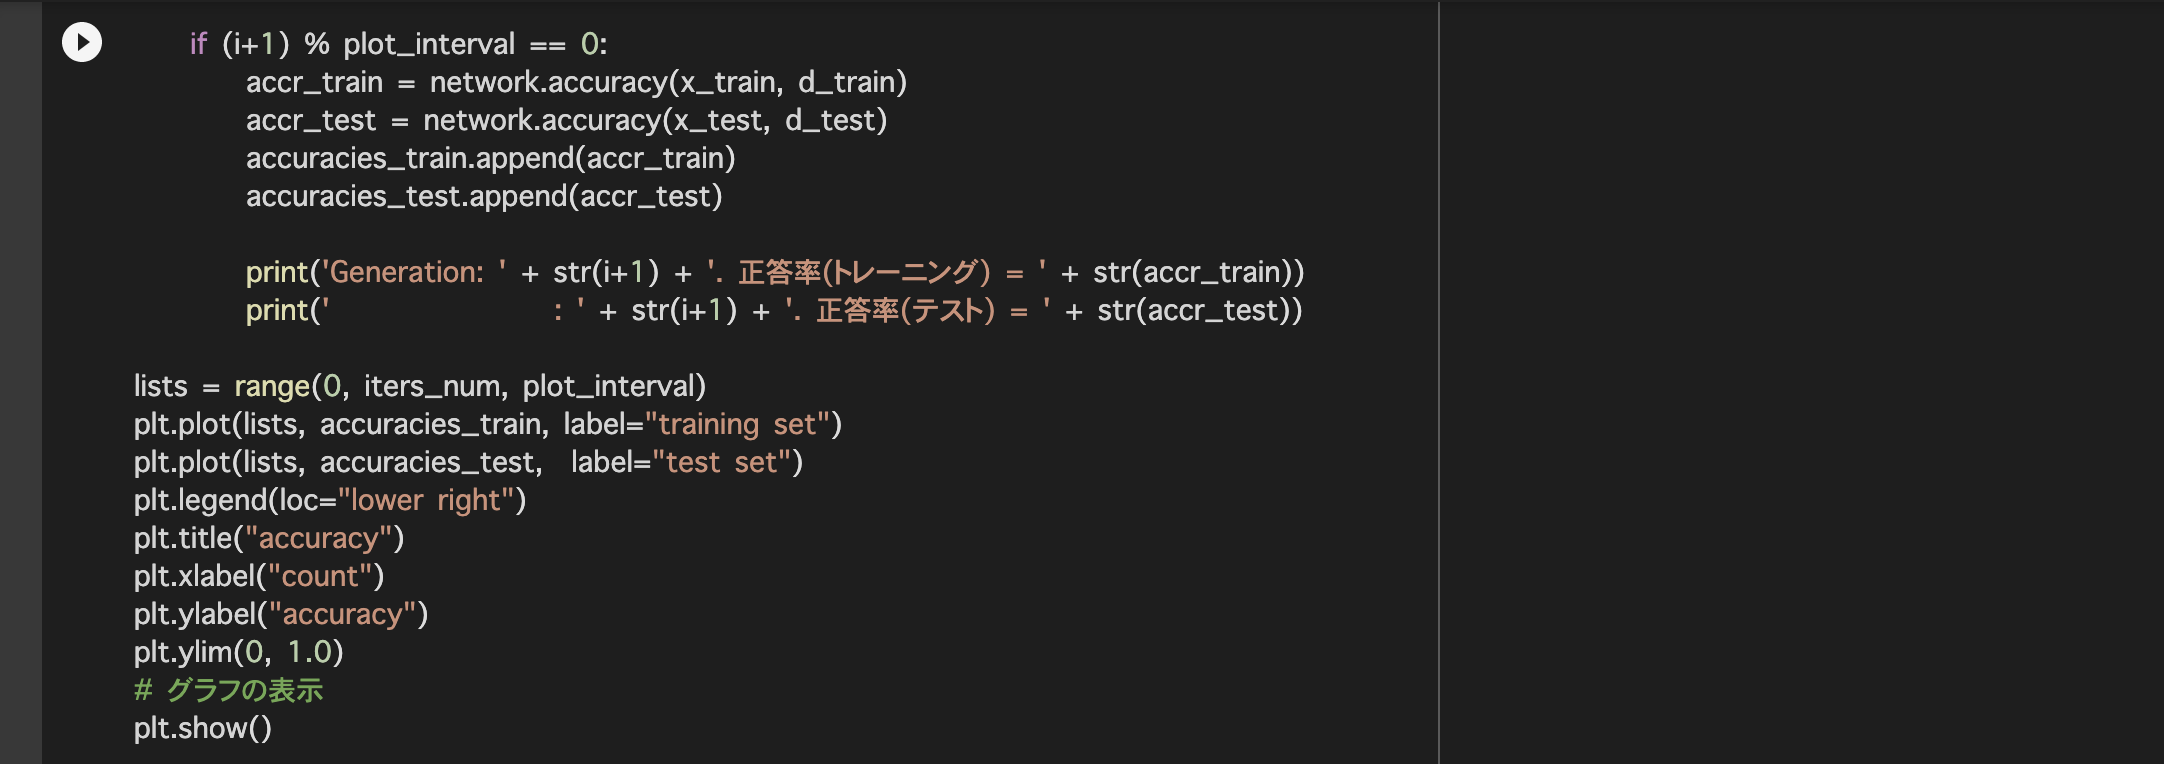 if (i+1) % plot_interval == 0:
accr_train = network.accuracy(x_train, d_train)
accr_test = network.accuracy(x_test, d_test)
accuracies_train.append(accr_train)
accuracies_test.append(accr_test)
print('Generation: ' + str(i+1) + '. 正答率(トレーニング) = ' + str(accr_train))
print('                : ' + str(i+1) + '. 正答率(テスト) = ' + str(accr_test))
lists = range(0, iters_num, plot_interval)
plt.plot(lists, accuracies_train, label="training set")
plt.plot(lists, accuracies_test,  label="test set")
plt.legend(loc="lower right")
plt.title("accuracy")
plt.xlabel("count")
plt.ylabel("accuracy")
plt.ylim(0, 1.0)
# グラフの表示
plt.show()